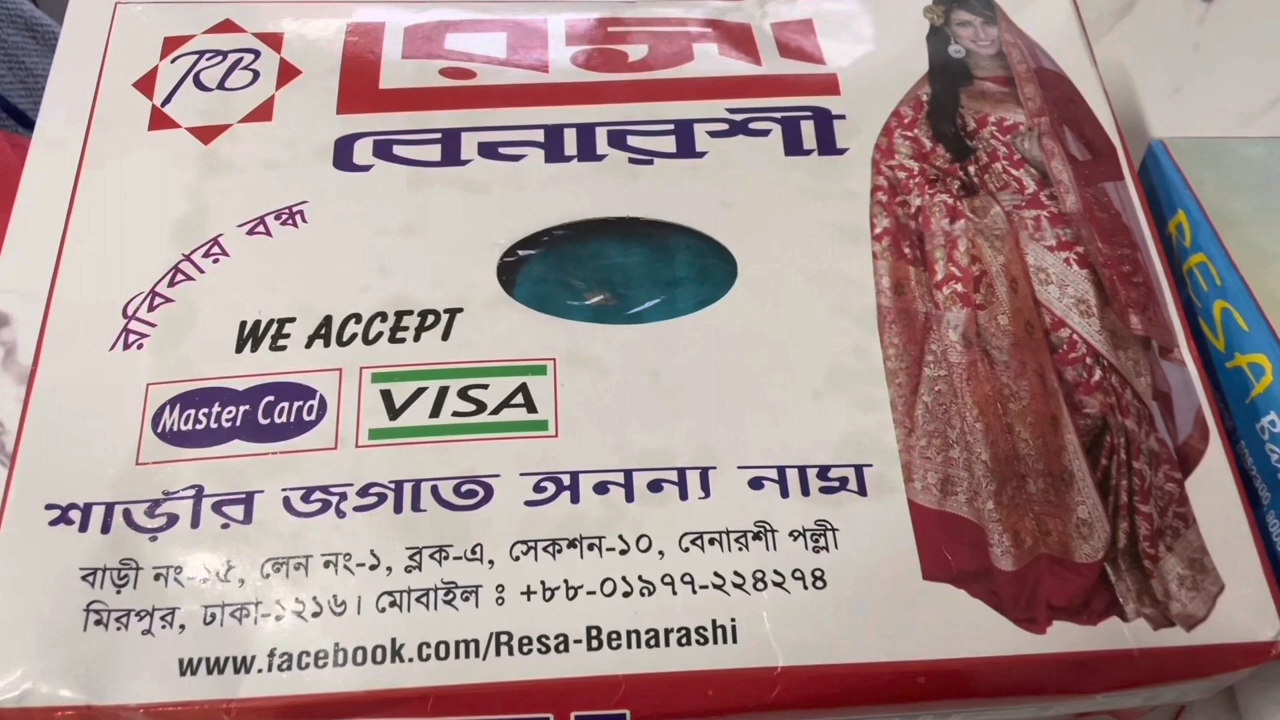 RB
রেসা
বেনারশী
রবিবার বন্ধ
WE ACCEPT
Master Card
VISA
শাড়ীর জগতে অনন্য নাম
বাড়ী নং-১৫, লেন নং-১, ব্লক-এ, সেকশন-১০, বেনারশী পল্লী
মিরপুর, ঢাকা-১২১৬। মোবাইল ঃ +৮৮-০১৯৭৭-২২৪২৭৪
www.facebook.com/Resa-Benarashi
RESA